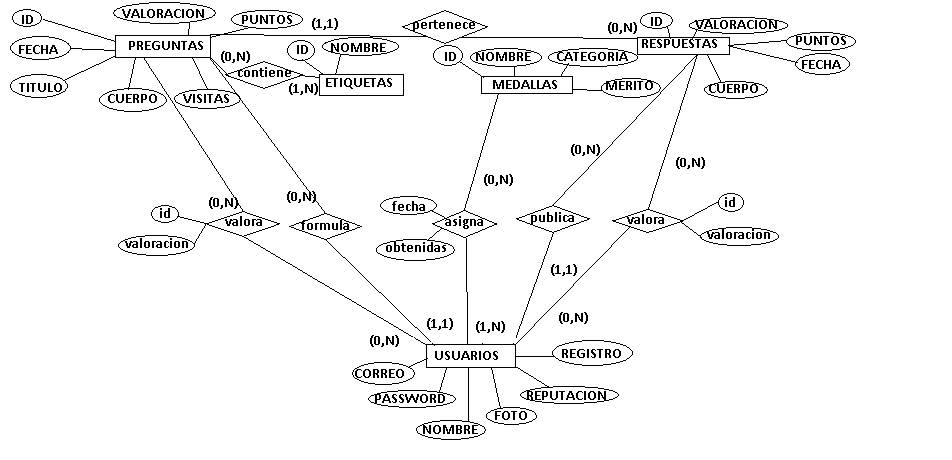 ID
VALORACION
PUNTOS
(1,1)
pertenece
(0,N)
ID
VALORACION
PUNTOS
FECHA
PREGUNTAS
(0,N)
ID
NOMBRE
ID
NOMBRE
CATEGORIA
RESPUESTAS
FECHA
TITULO
CUERPO
VISITAS
contiene
(1,N)
ETIQUETAS
MEDALLAS
MERITO
CUERPO
(0,N)
(0,N)
(0,N)
(0,N)
(0,N)
id
valoracion
valora
formula
fecha
obtenidas
asigna
publica
valora
id
valoracion
(1,1)
(0,N)
(1,1)
(1,N)
(0,N)
USUARIOS
REGISTRO
CORREO
PASSWORD
NOMBRE
FOTO
REPUTACION